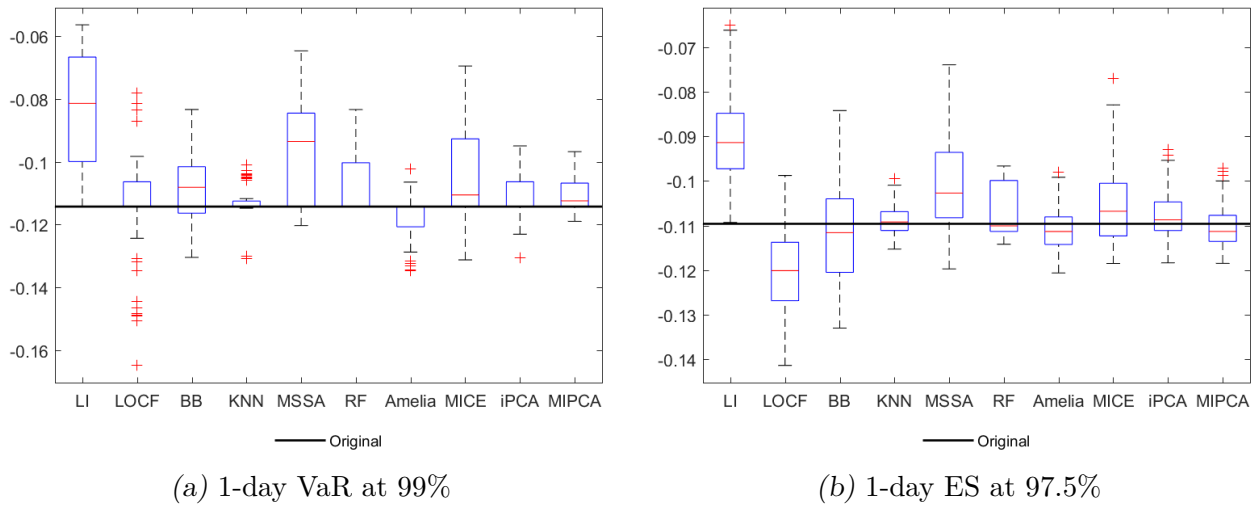 -0.06
-0.08
-0.1
-0.12
-0.14
-0.16
LI LOCF BB KNN MSSA RF Amelia MICE iPCA MIPCA
Original
(a) 1-day VaR at 99%
-0.07
-0.08
-0.09
-0.1
-0.11
-0.12
-0.13
-0.14
LI LOCF BB KNN MSSA RF Amelia MICE iPCA MIPCA
Original
(b) 1-day ES at 97.5%